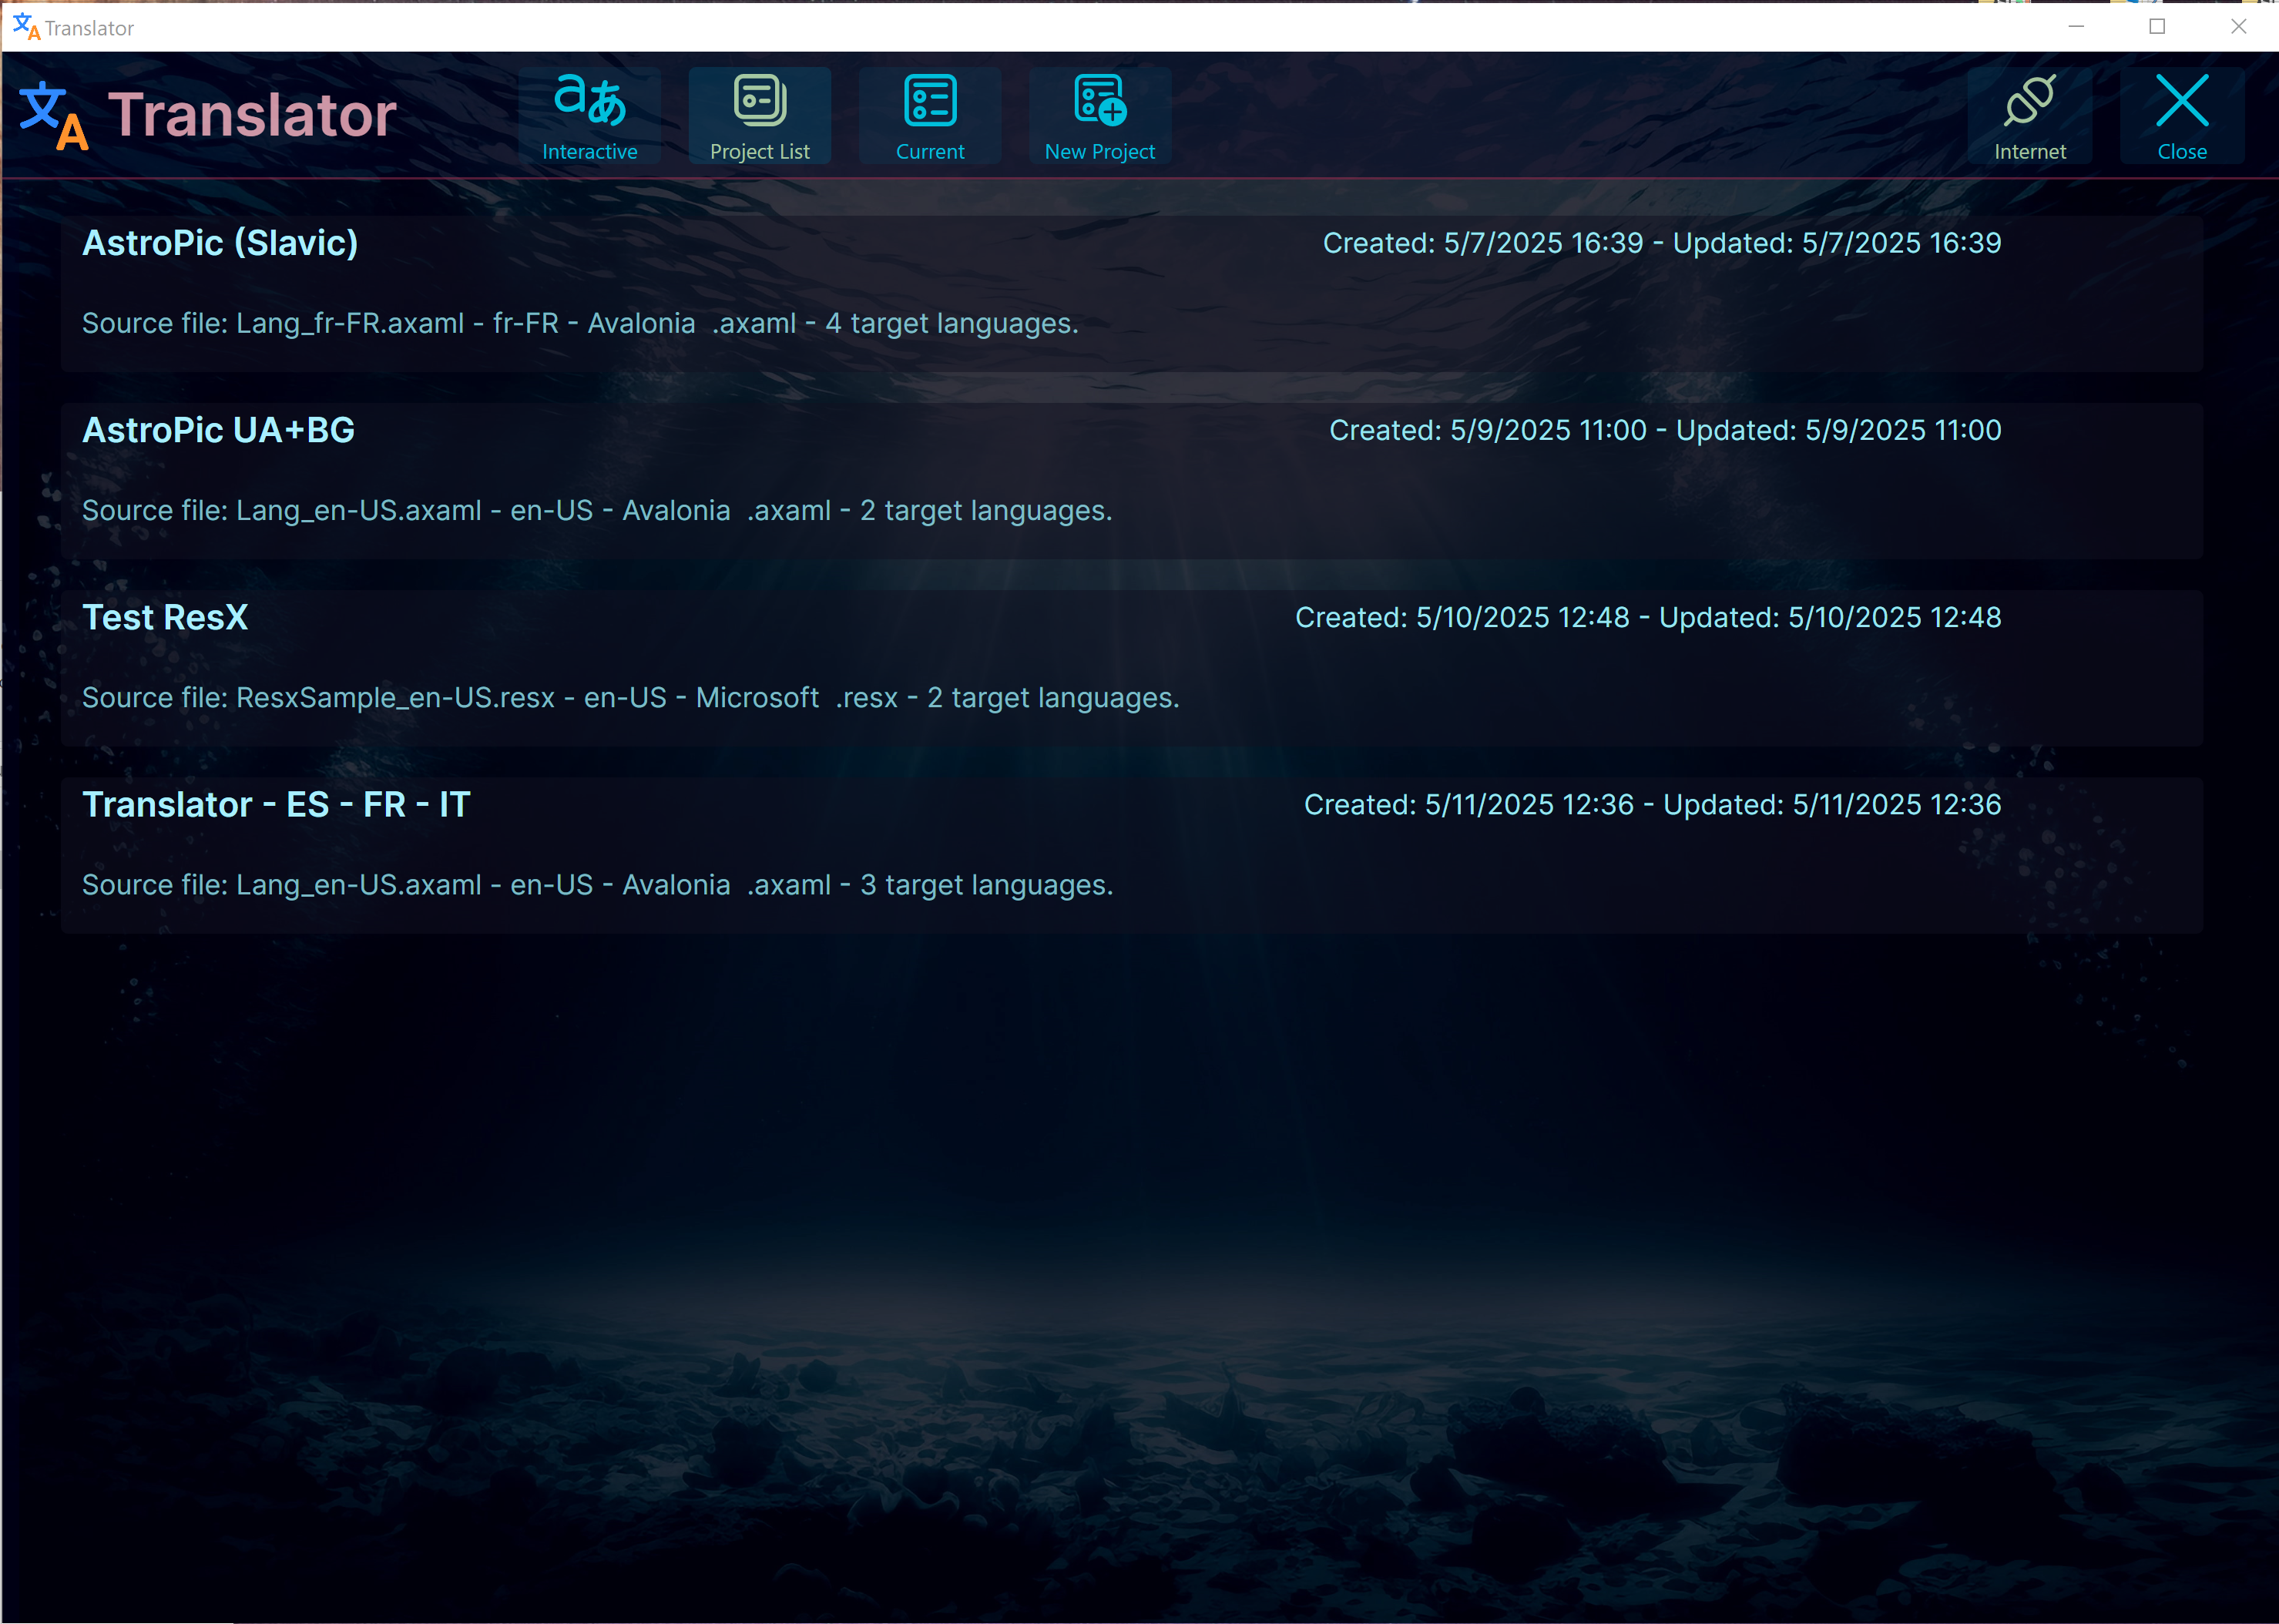 Translator
Translator
Interactive
Project List
Current
New Project
Internet
Close
AstroPic (Slavic)
Created: 5/7/2025 16:39 - Updated: 5/7/2025 16:39
Source file: Lang_fr-FR.axaml - fr-FR - Avalonia  .axaml - 4 target languages.
AstroPic UA+BG
Created: 5/9/2025 11:00 - Updated: 5/9/2025 11:00
Source file: Lang_en-US.axaml - en-US - Avalonia  .axaml - 2 target languages.
Test ResX
Created: 5/10/2025 12:48 - Updated: 5/10/2025 12:48
Source file: ResxSample_en-US.resx - en-US - Microsoft  .resx - 2 target languages.
Translator - ES - FR - IT
Created: 5/11/2025 12:36 - Updated: 5/11/2025 12:36
Source file: Lang_en-US.axaml - en-US - Avalonia  .axaml - 3 target languages.